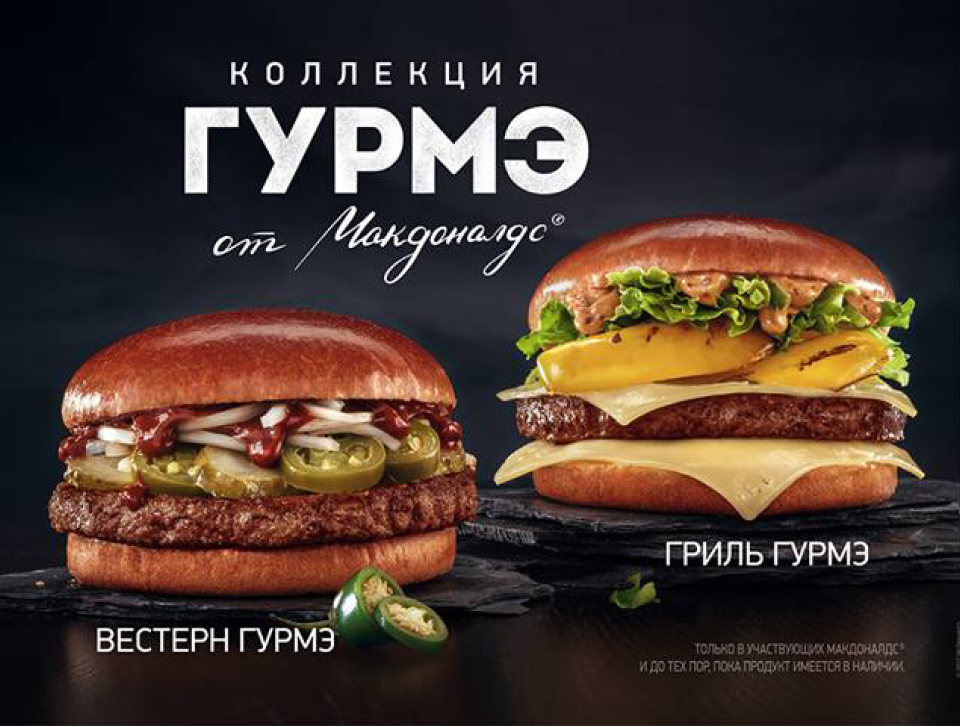 КОЛЛЕКЦИЯ
ГУРМЭ
от Макдоналдс®
ГРИЛЬ ГУРМЭ
ВЕСТЕРН ГУРМЭ
ТОЛЬКО В УЧАСТВУЮЩИХ МАКДОНАЛДС®
И ДО ТЕХ ПОР, ПОКА ПРОДУКТ ИМЕЕТСЯ В НАЛИЧИИ.